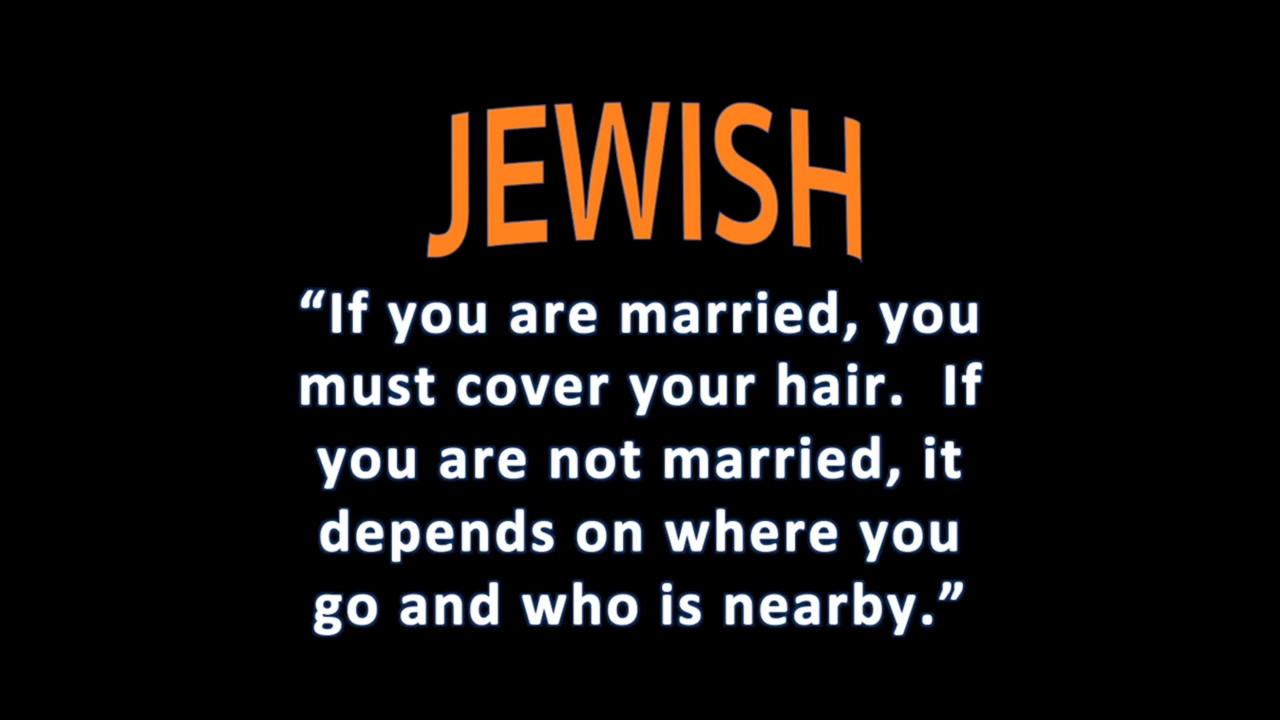 JEWISH
“If you are married, you
must cover your hair.  If
you are not married, it
depends on where you
go and who is nearby.”